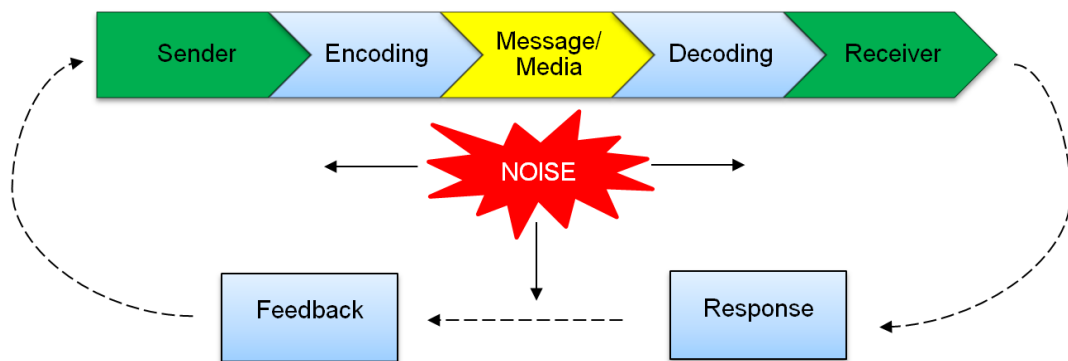 Sender
Encoding
Message/
Media
Decoding
Receiver
NOISE
Feedback
Response